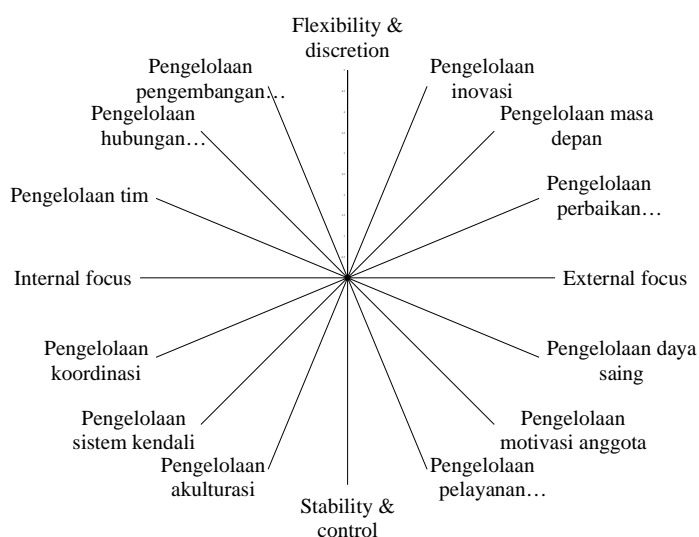 Flexibility &
discretion
Pengelolaan
inovasi
Pengelolaan masa
depan
Pengelolaan
perbaikan…
External focus
Pengelolaan daya
saing
Pengelolaan
motivasi anggota
Pengelolaan
pelayanan…
Stability &
control
Pengelolaan
akulturasi
Pengelolaan
sistem kendali
Pengelolaan
koordinasi
Internal focus
Pengelolaan tim
Pengelolaan
hubungan…
Pengelolaan
pengembangan…